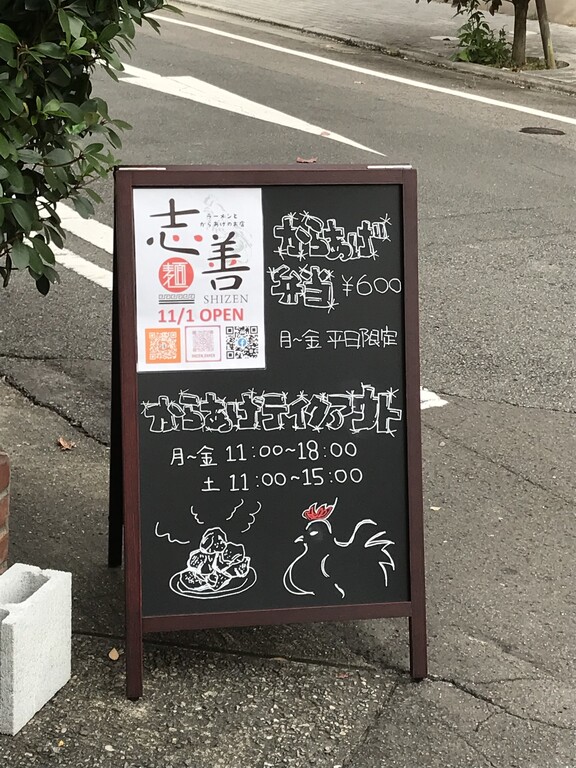 ラーメンと
からあげのお店
志善
麺
SHIZEN
11/1 OPEN
からあげ
弁当 ¥600
月〜金 平日限定
からあげテイクアウト
月〜金 11:00〜18:00
土 11:00〜15:00